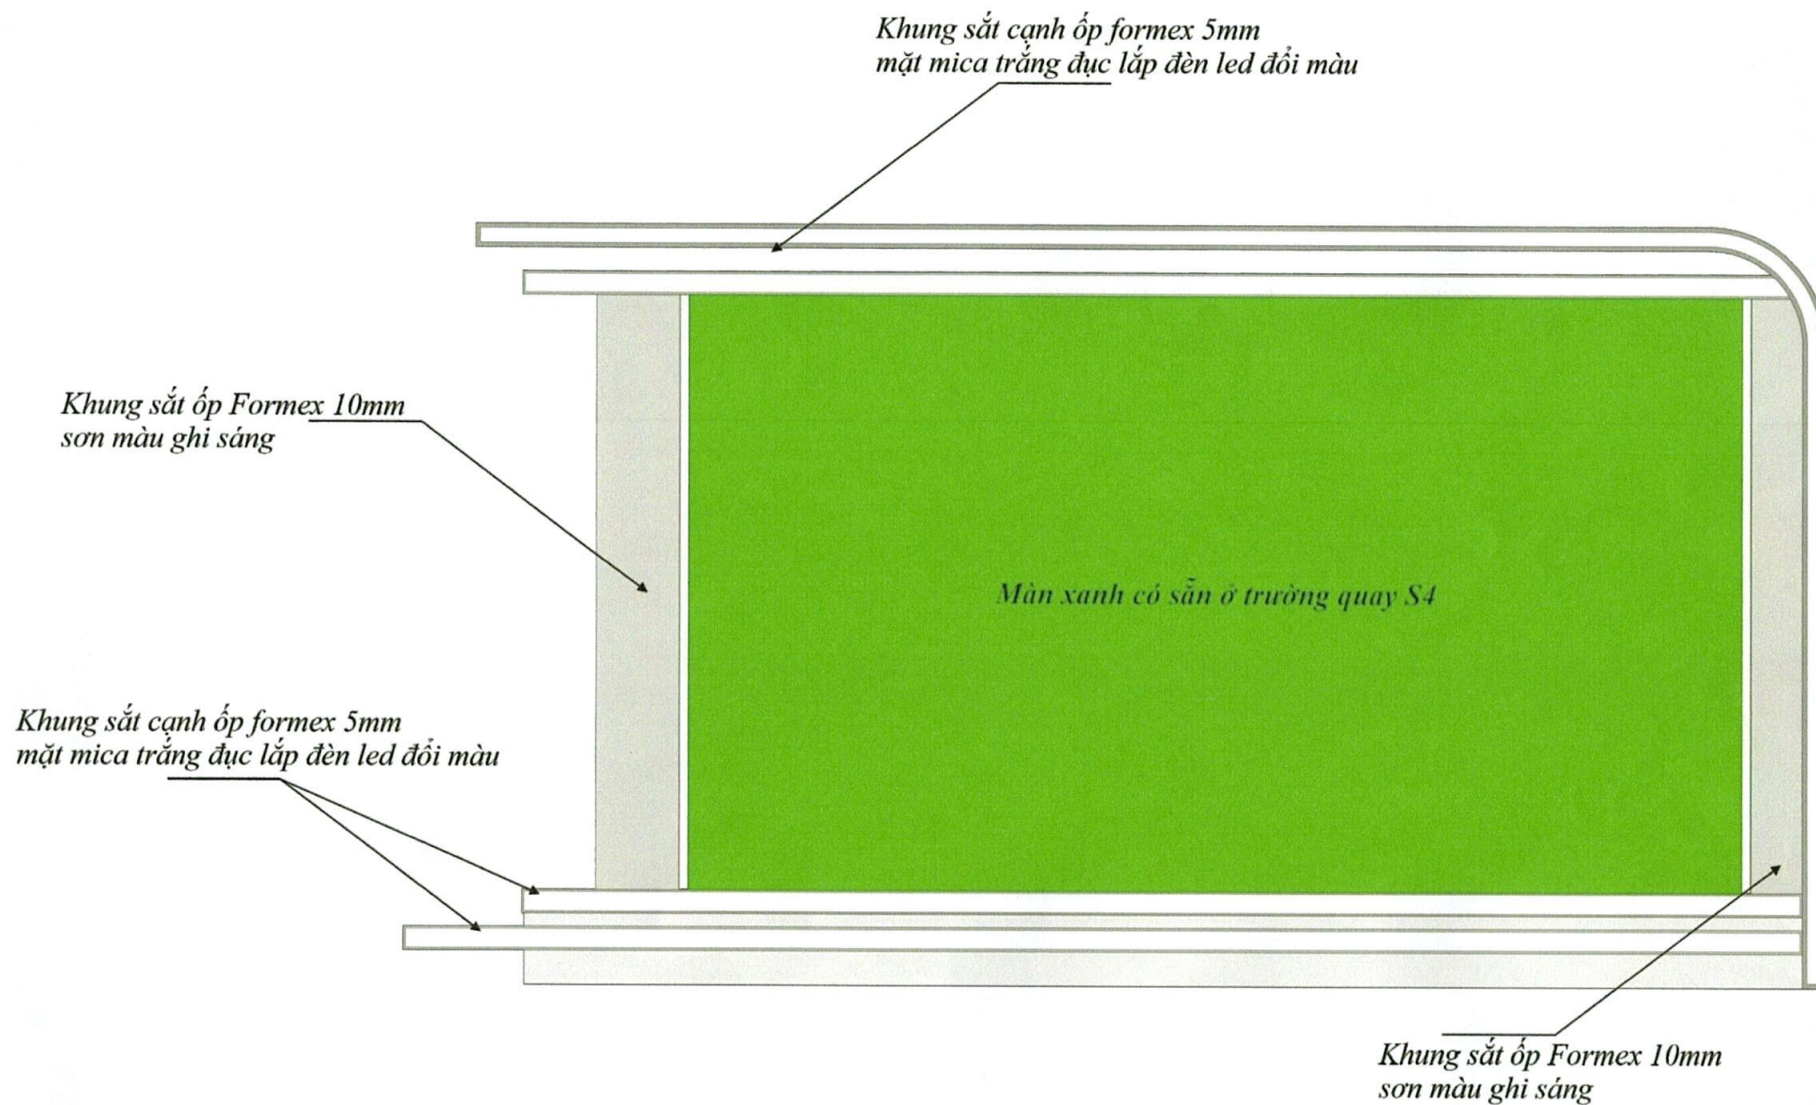 Khung sắt cạnh ốp formex 5mm
mặt mica trắng đục lắp đèn led đổi màu
Khung sắt ốp Formex 10mm
sơn màu ghi sáng
Màn xanh có sẵn ở trường quay S4
Khung sắt cạnh ốp formex 5mm
mặt mica trắng đục lắp đèn led đổi màu
Khung sắt ốp Formex 10mm
sơn màu ghi sáng